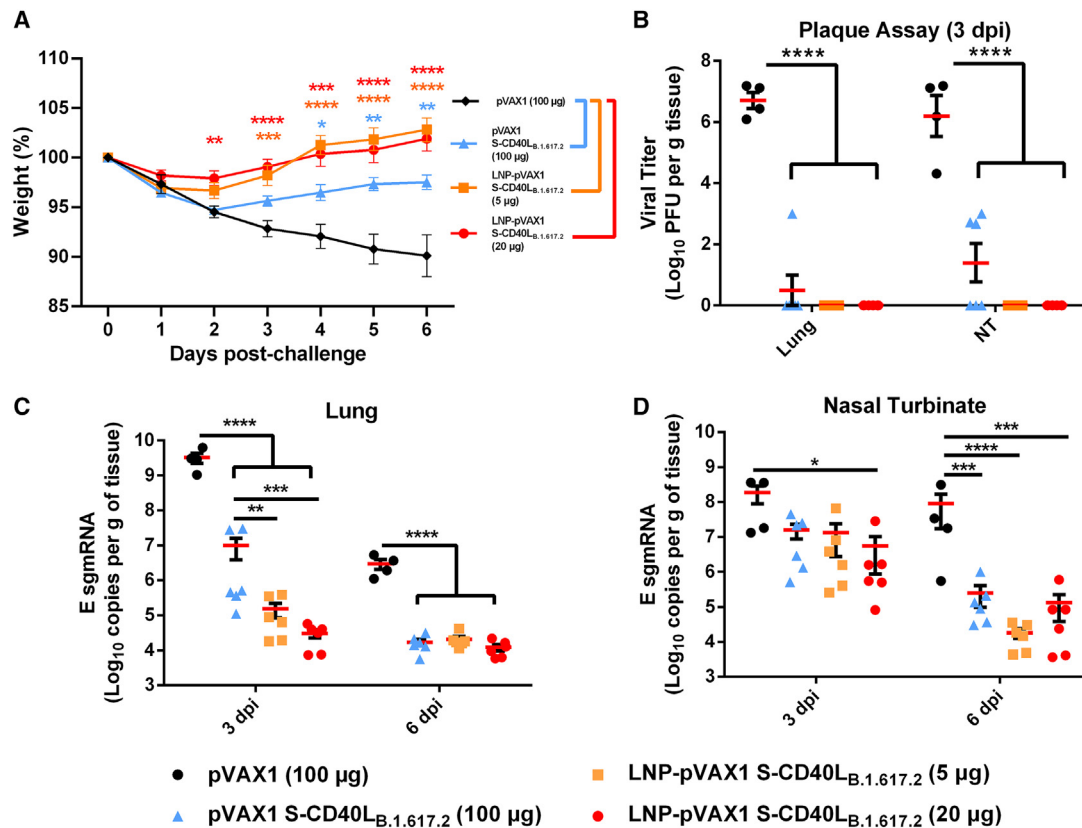 A
110
105
100
95
90
85
Weight (%)
0 1 2 3 4 5 6
Days post-challenge
** **** *** **** ****
*** **** **** ****
* ** **
pVAX1 (100 µg)
pVAX1
S-CD40LB.1.617.2
(100 µg)
LNP-pVAX1
S-CD40LB.1.617.2
(5 µg)
LNP-pVAX1
S-CD40LB.1.617.2
(20 µg)
B
Plaque Assay (3 dpi)
**** ****
8
6
4
2
0
Viral Titer
(Log10 PFU per g tissue)
Lung NT
C
Lung
10
9
8
7
6
5
4
3
E sgmRNA
(Log10 copies per g of tissue)
****
***
**
****
3 dpi 6 dpi
D
Nasal Turbinate
10
9
8
7
6
5
4
3
E sgmRNA
(Log10 copies per g of tissue)
*
***
****
***
3 dpi 6 dpi
pVAX1 (100 µg)
pVAX1 S-CD40LB.1.617.2 (100 µg)
LNP-pVAX1 S-CD40LB.1.617.2 (5 µg)
LNP-pVAX1 S-CD40LB.1.617.2 (20 µg)